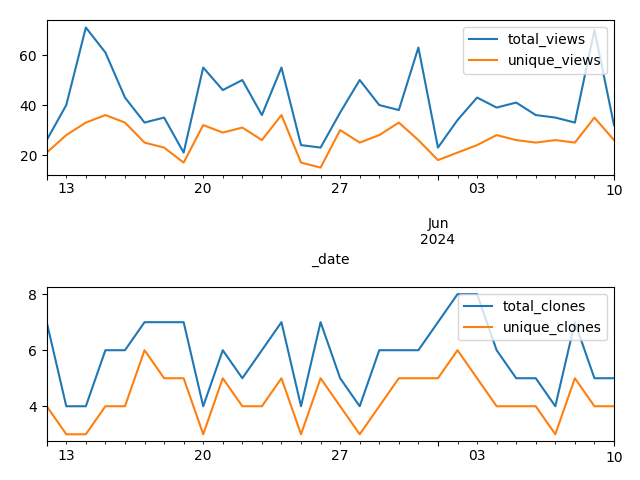 total_views
unique_views
60
40
20
13 20 27 03 10
Jun
2024
_date
total_clones
unique_clones
8
6
4
13 20 27 03 10